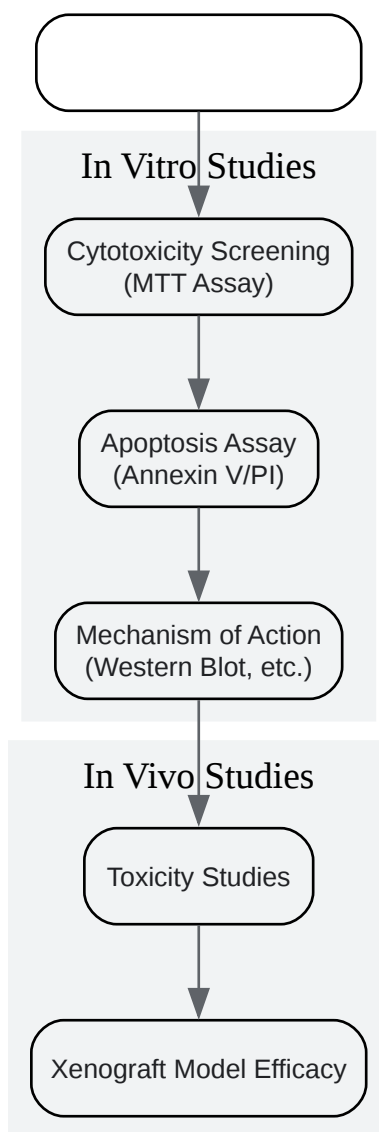 In Vitro Studies
Cytotoxicity Screening
(MTT Assay)
Apoptosis Assay
(Annexin V/PI)
Mechanism of Action
(Western Blot, etc.)
In Vivo Studies
Toxicity Studies
Xenograft Model Efficacy